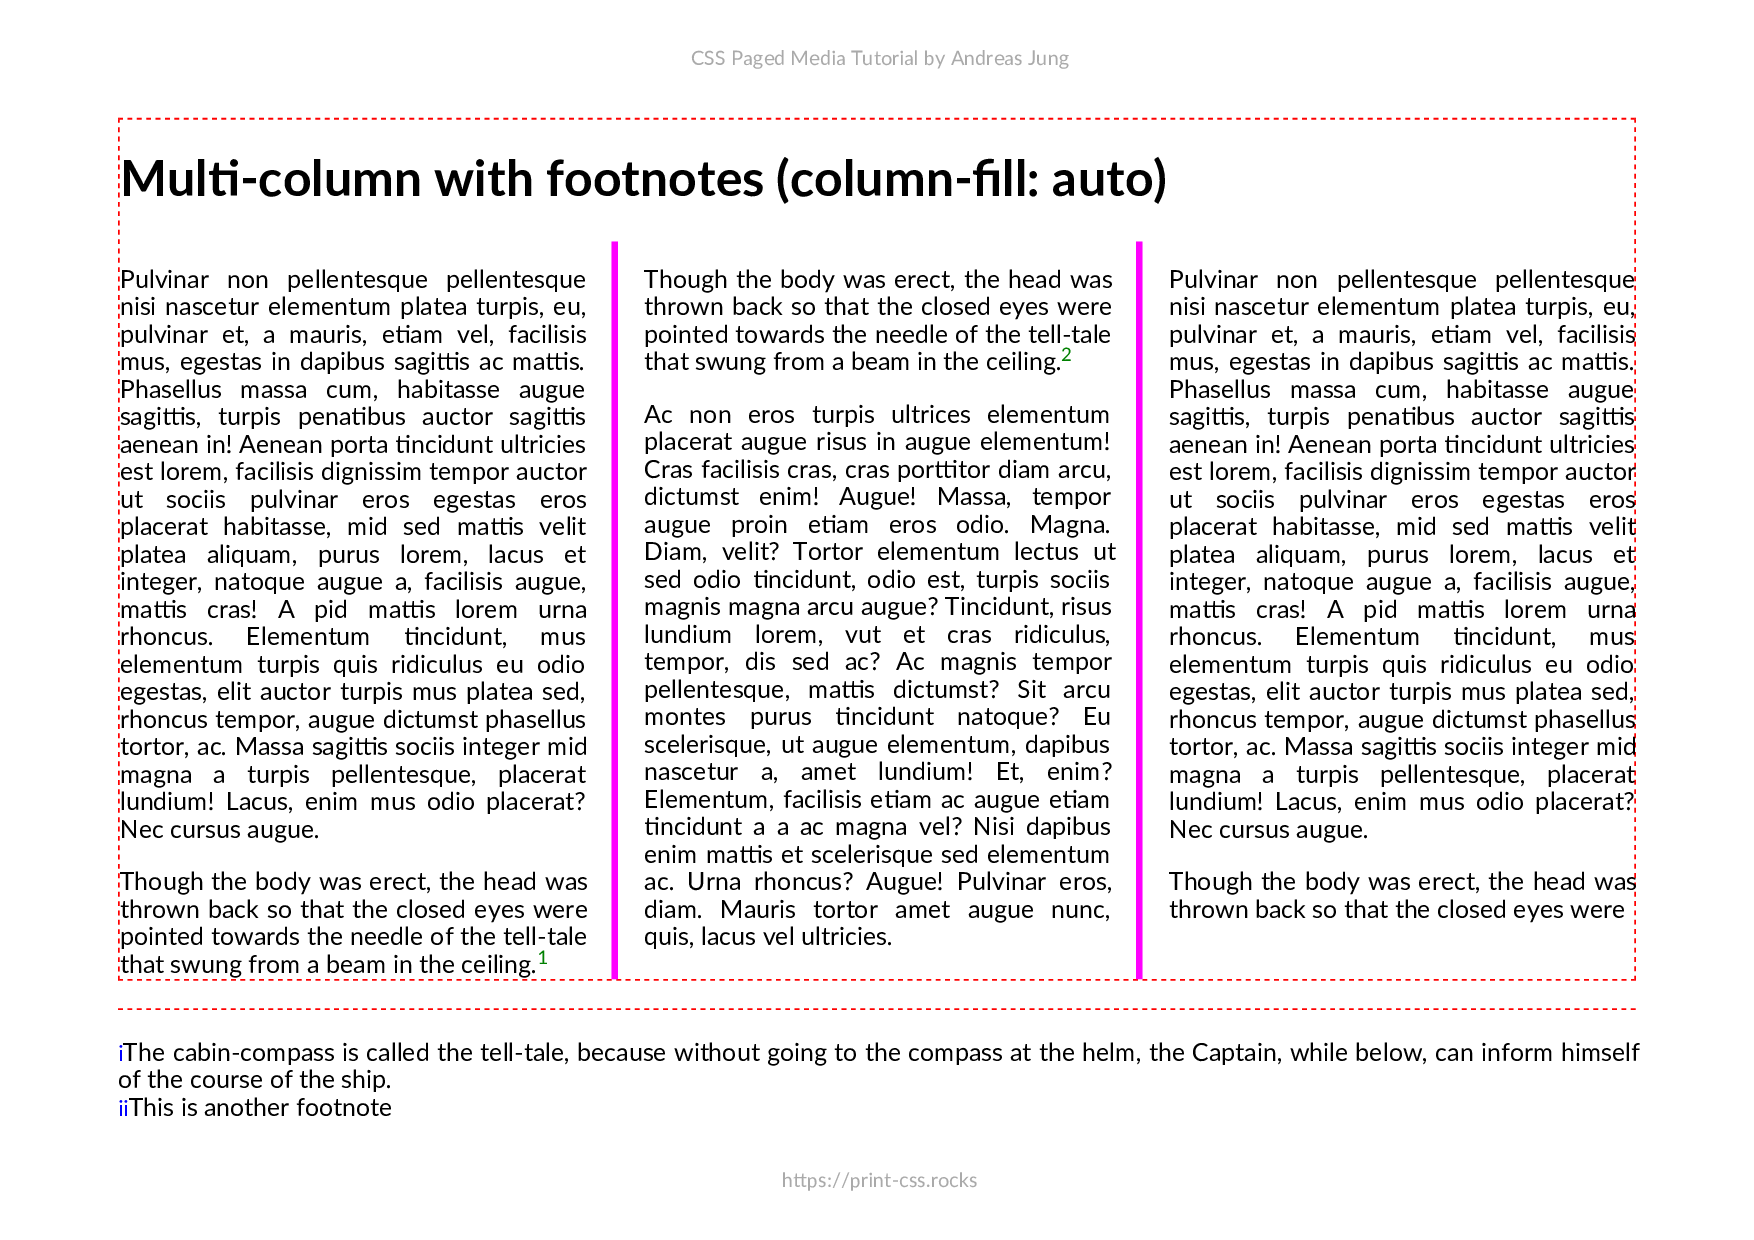 CSS Paged Media Tutorial by Andreas Jung
Multi-column with footnotes (column-fill: auto)
Pulvinar non pellentesque pellentesque
nisi nascetur elementum platea turpis, eu,
pulvinar et, a mauris, etiam vel, facilisis
mus, egestas in dapibus sagittis ac mattis.
Phasellus massa cum, habitasse augue
sagittis, turpis penatibus auctor sagittis
aenean in! Aenean porta tincidunt ultricies
est lorem, facilisis dignissim tempor auctor
ut sociis pulvinar eros egestas eros
placerat habitasse, mid sed mattis velit
platea aliquam, purus lorem, lacus et
integer, natoque augue a, facilisis augue,
mattis cras! A pid mattis lorem urna
rhoncus. Elementum tincidunt, mus
elementum turpis quis ridiculus eu odio
egestas, elit auctor turpis mus platea sed,
rhoncus tempor, augue dictumst phasellus
tortor, ac. Massa sagittis sociis integer mid
magna a turpis pellentesque, placerat
lundium! Lacus, enim mus odio placerat?
Nec cursus augue.
Though the body was erect, the head was
thrown back so that the closed eyes were
pointed towards the needle of the tell-tale
that swung from a beam in the ceiling.1
Though the body was erect, the head was
thrown back so that the closed eyes were
pointed towards the needle of the tell-tale
that swung from a beam in the ceiling.2
Ac non eros turpis ultrices elementum
placerat augue risus in augue elementum!
Cras facilisis cras, cras porttitor diam arcu,
dictumst enim! Augue! Massa, tempor
augue proin etiam eros odio. Magna.
Diam, velit? Tortor elementum lectus ut
sed odio tincidunt, odio est, turpis sociis
magnis magna arcu augue? Tincidunt, risus
lundium lorem, vut et cras ridiculus,
tempor, dis sed ac? Ac magnis tempor
pellentesque, mattis dictumst? Sit arcu
montes purus tincidunt natoque? Eu
scelerisque, ut augue elementum, dapibus
nascetur a, amet lundium! Et, enim?
Elementum, facilisis etiam ac augue etiam
tincidunt a a ac magna vel? Nisi dapibus
enim mattis et scelerisque sed elementum
ac. Urna rhoncus? Augue! Pulvinar eros,
diam. Mauris tortor amet augue nunc,
quis, lacus vel ultricies.
Pulvinar non pellentesque pellentesque
nisi nascetur elementum platea turpis, eu,
pulvinar et, a mauris, etiam vel, facilisis
mus, egestas in dapibus sagittis ac mattis.
Phasellus massa cum, habitasse augue
sagittis, turpis penatibus auctor sagittis
aenean in! Aenean porta tincidunt ultricies
est lorem, facilisis dignissim tempor auctor
ut sociis pulvinar eros egestas eros
placerat habitasse, mid sed mattis velit
platea aliquam, purus lorem, lacus et
integer, natoque augue a, facilisis augue,
mattis cras! A pid mattis lorem urna
rhoncus. Elementum tincidunt, mus
elementum turpis quis ridiculus eu odio
egestas, elit auctor turpis mus platea sed,
rhoncus tempor, augue dictumst phasellus
tortor, ac. Massa sagittis sociis integer mid
magna a turpis pellentesque, placerat
lundium! Lacus, enim mus odio placerat?
Nec cursus augue.
Though the body was erect, the head was
thrown back so that the closed eyes were
iThe cabin-compass is called the tell-tale, because without going to the compass at the helm, the Captain, while below, can inform himself
of the course of the ship.
iiThis is another footnote
https://print-css.rocks